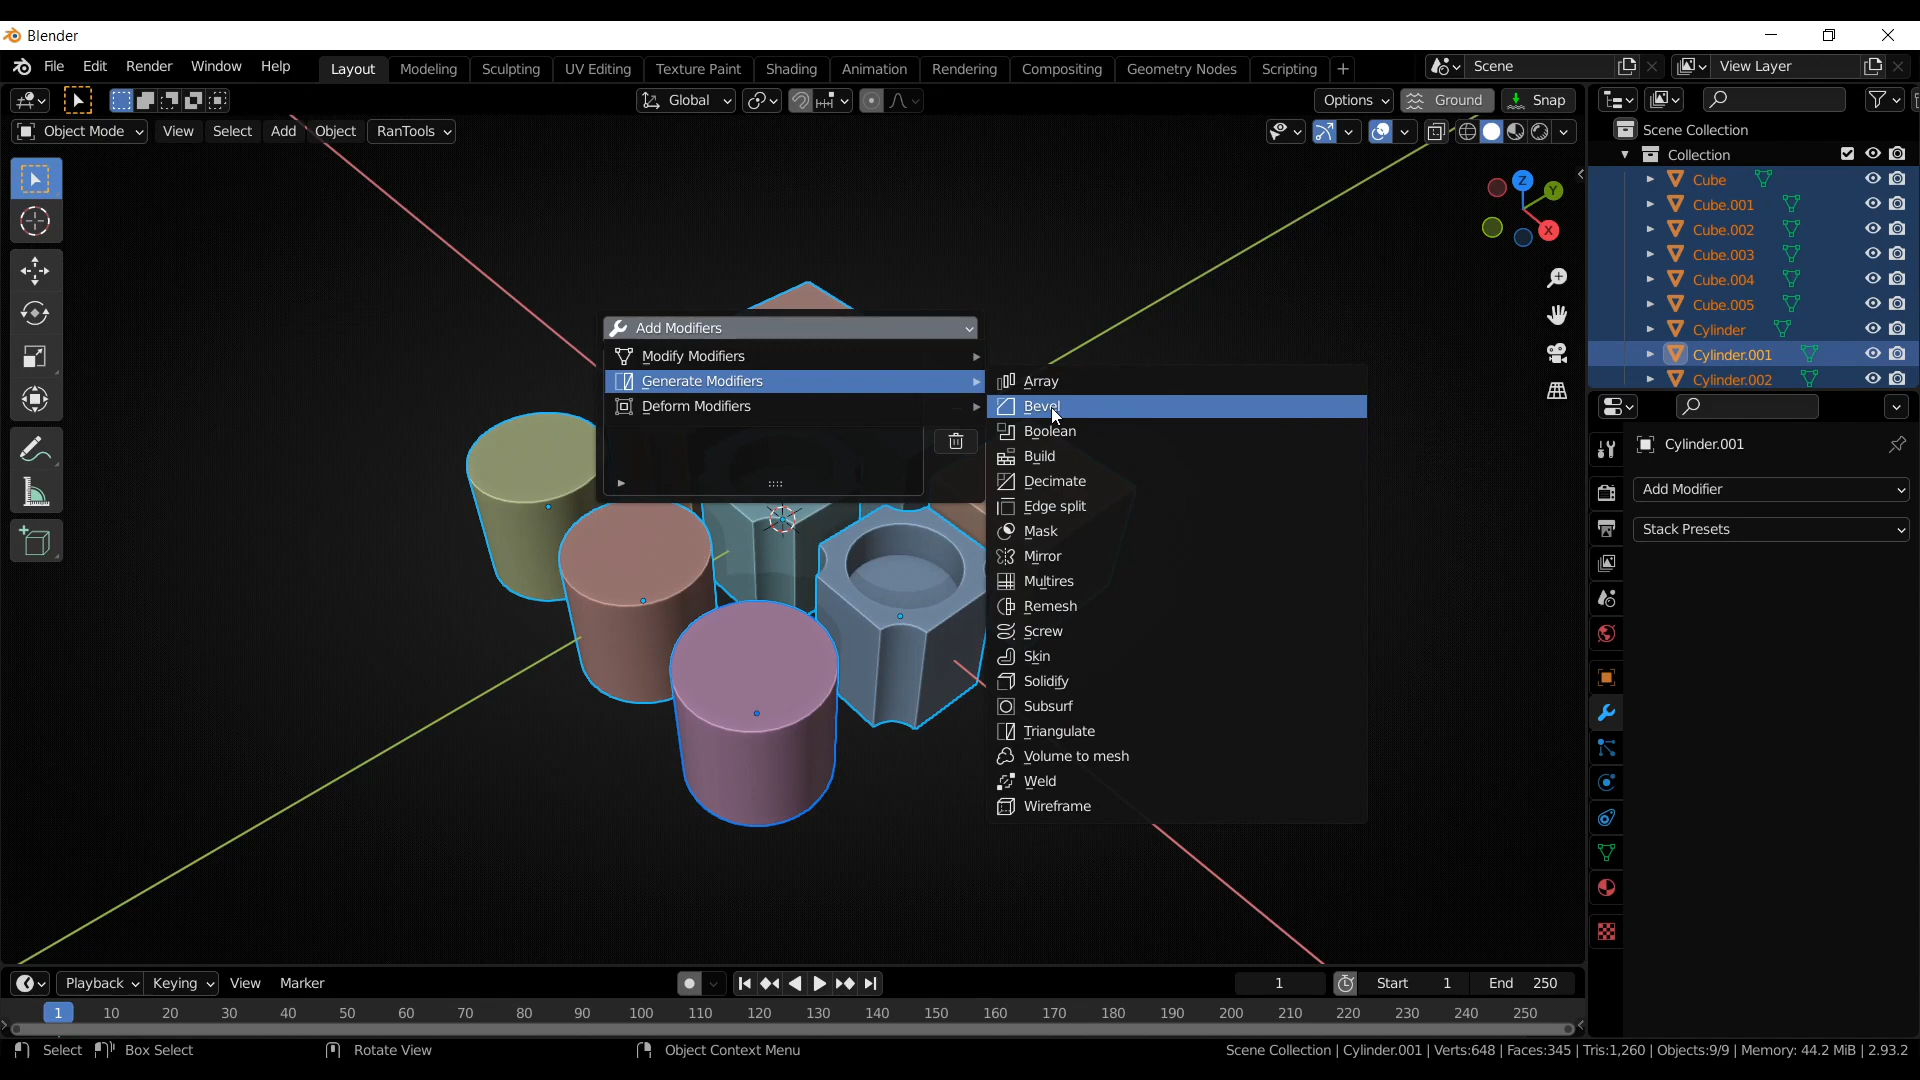 Blender
File Edit Render Window Help Layout Modeling Sculpting UV Editing Texture Paint Shading Animation Rendering Compositing Geometry Nodes Scripting + Scene View Layer
Global Options Ground Snap
Object Mode View Select Add Object RanTools
Scene Collection
Collection
Cube
Cube.001
Cube.002
Cube.003
Cube.004
Cube.005
Cylinder
Cylinder.001
Cylinder.002
Z
Y
X
Add Modifiers
Modify Modifiers
Generate Modifiers
Deform Modifiers
Array
Bevel
Boolean
Build
Decimate
Edge split
Mask
Mirror
Multires
Remesh
Screw
Skin
Solidify
Subsurf
Triangulate
Volume to mesh
Weld
Wireframe
Cylinder.001
Add Modifier
Stack Presets
Playback Keying View Marker 1 Start 1 End 250
1 10 20 30 40 50 60 70 80 90 100 110 120 130 140 150 160 170 180 190 200 210 220 230 240 250
Select Box Select Rotate View Object Context Menu Scene Collection | Cylinder.001 | Verts:648 | Faces:345 | Tris:1,260 | Objects:9/9 | Memory: 44.2 MiB | 2.93.2